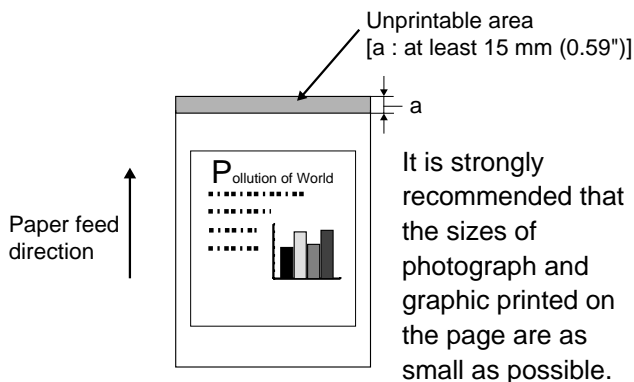 Unprintable area
[a : at least 15 mm (0.59")]
a
Pollution of World
Paper feed
direction
It is strongly
recommended that
the sizes of
photograph and
graphic printed on
the page are as
small as possible.